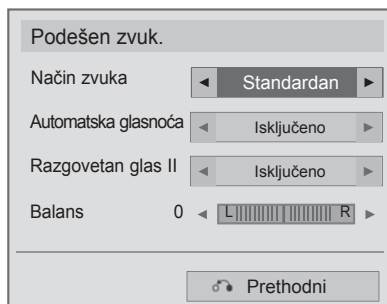 Podešen zvuk.
Način zvuka ◄ Standardan ►
Automatska glasnoća ◄ Isključeno ►
Razgovetan glas II ◄ Isključeno ►
Balans 0 ◄ L R ►
Prethodni